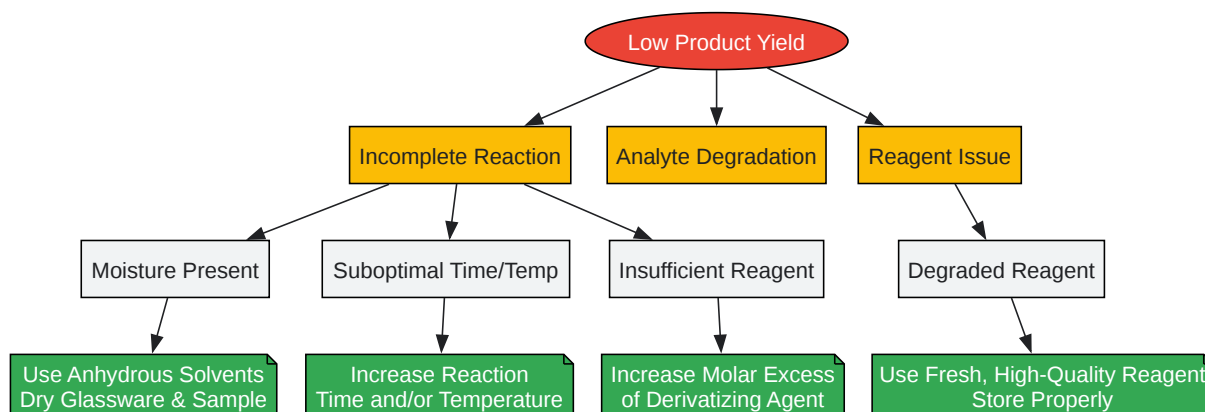 Low Product Yield
Incomplete Reaction
Analyte Degradation
Reagent Issue
Moisture Present
Suboptimal Time/Temp
Insufficient Reagent
Degraded Reagent
Use Anhydrous Solvents
Dry Glassware & Sample
Increase Reaction
Time and/or Temperature
Increase Molar Excess
of Derivatizing Agent
Use Fresh, High-Quality Reagent
Store Properly